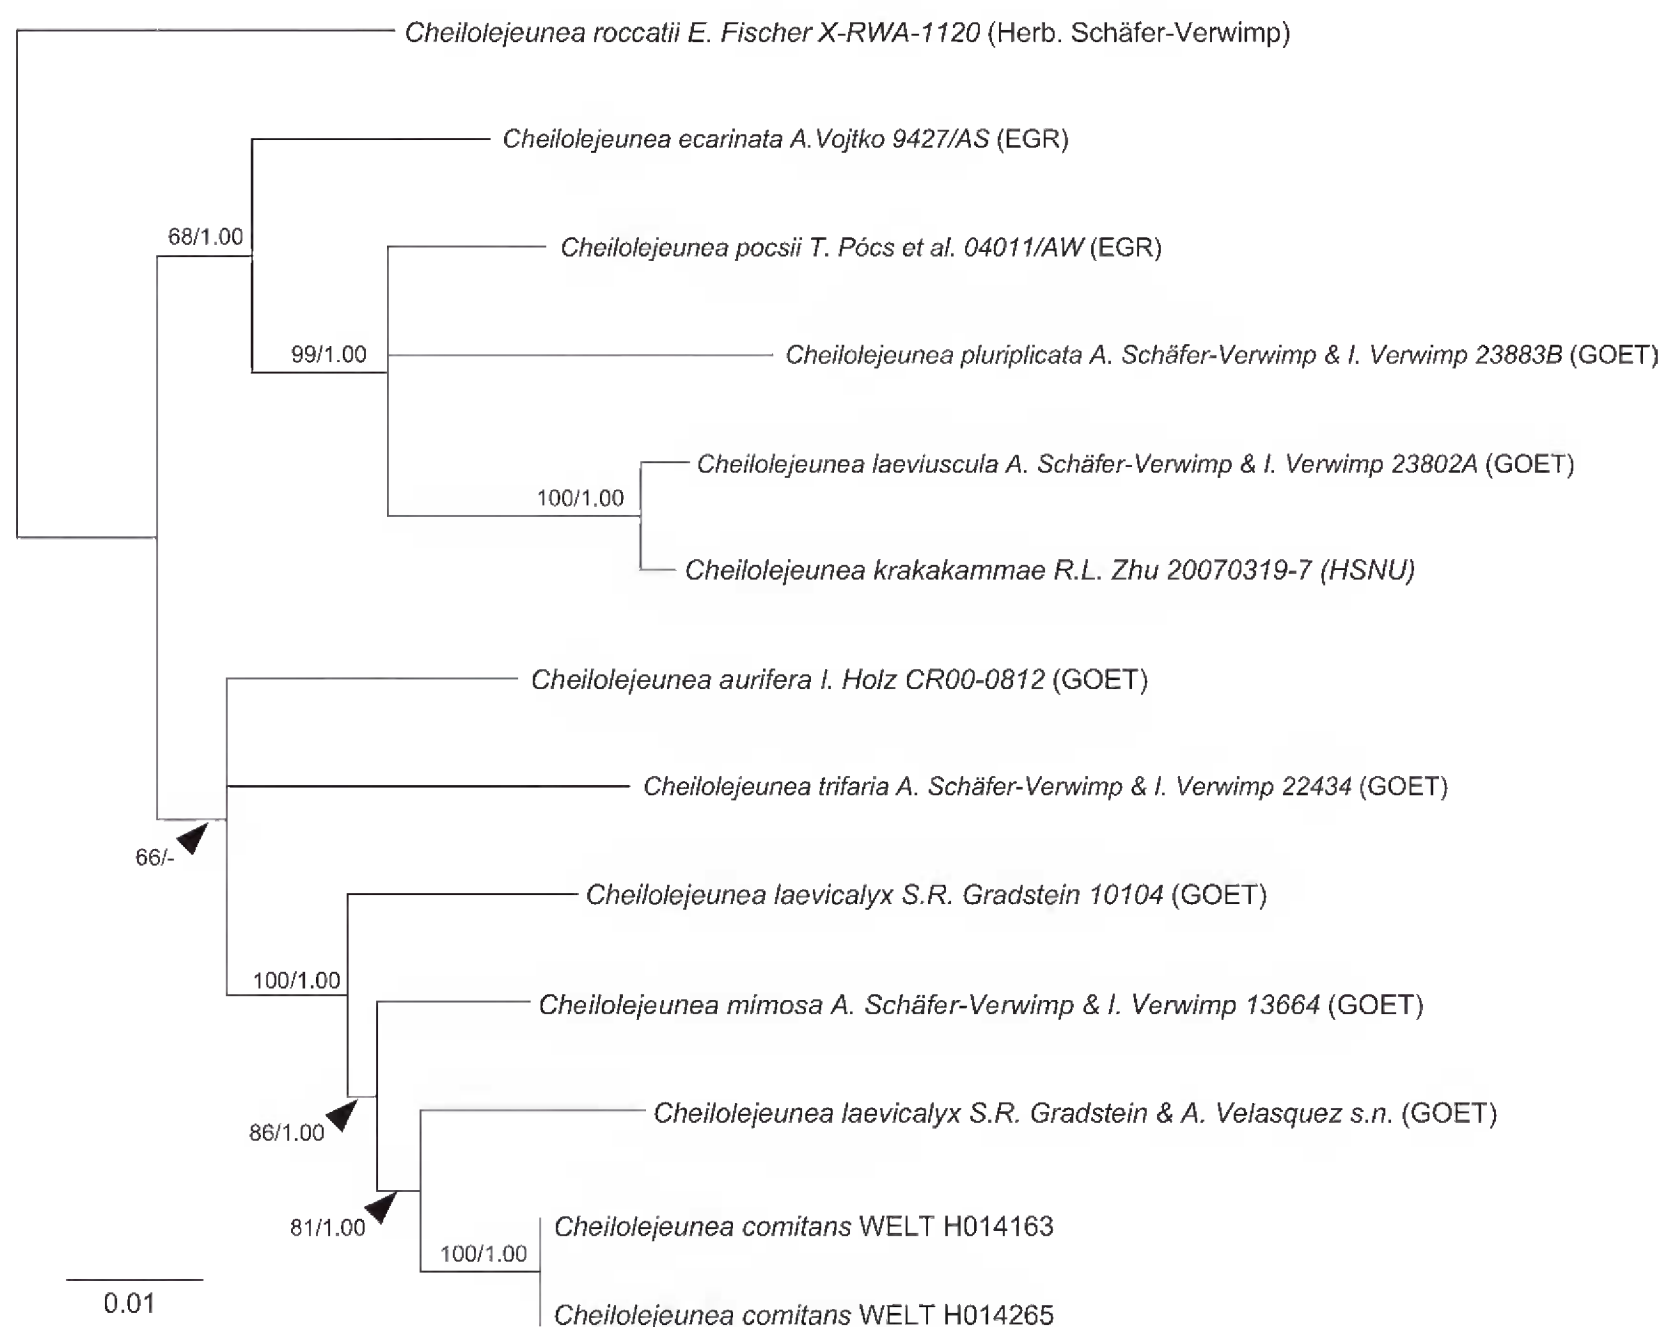 Cheilolejeunea roccatii E. Fischer X-RWA-1120 (Herb. Schäfer-Verwimp)
Cheilolejeunea ecarinata A.Vojtko 9427/AS (EGR)
68/1.00
Cheilolejeunea pocsii T. Pócs et al. 04011/AW (EGR)
99/1.00
Cheilolejeunea pluriplicata A. Schäfer-Verwimp & I. Verwimp 23883B (GOET)
Cheilolejeunea laeviuscula A. Schäfer-Verwimp & I. Verwimp 23802A (GOET)
100/1.00
Cheilolejeunea krakakammae R.L. Zhu 20070319-7 (HSNU)
Cheilolejeunea aurifera I. Holz CR00-0812 (GOET)
Cheilolejeunea trifaria A. Schäfer-Verwimp & I. Verwimp 22434 (GOET)
66/-
Cheilolejeunea laevicalyx S.R. Gradstein 10104 (GOET)
100/1.00
Cheilolejeunea mimosa A. Schäfer-Verwimp & I. Verwimp 13664 (GOET)
Cheilolejeunea laevicalyx S.R. Gradstein & A. Velasquez s.n. (GOET)
86/1.00
81/1.00
Cheilolejeunea comitans WELT H014163
100/1.00
0.01
Cheilolejeunea comitans WELT H014265